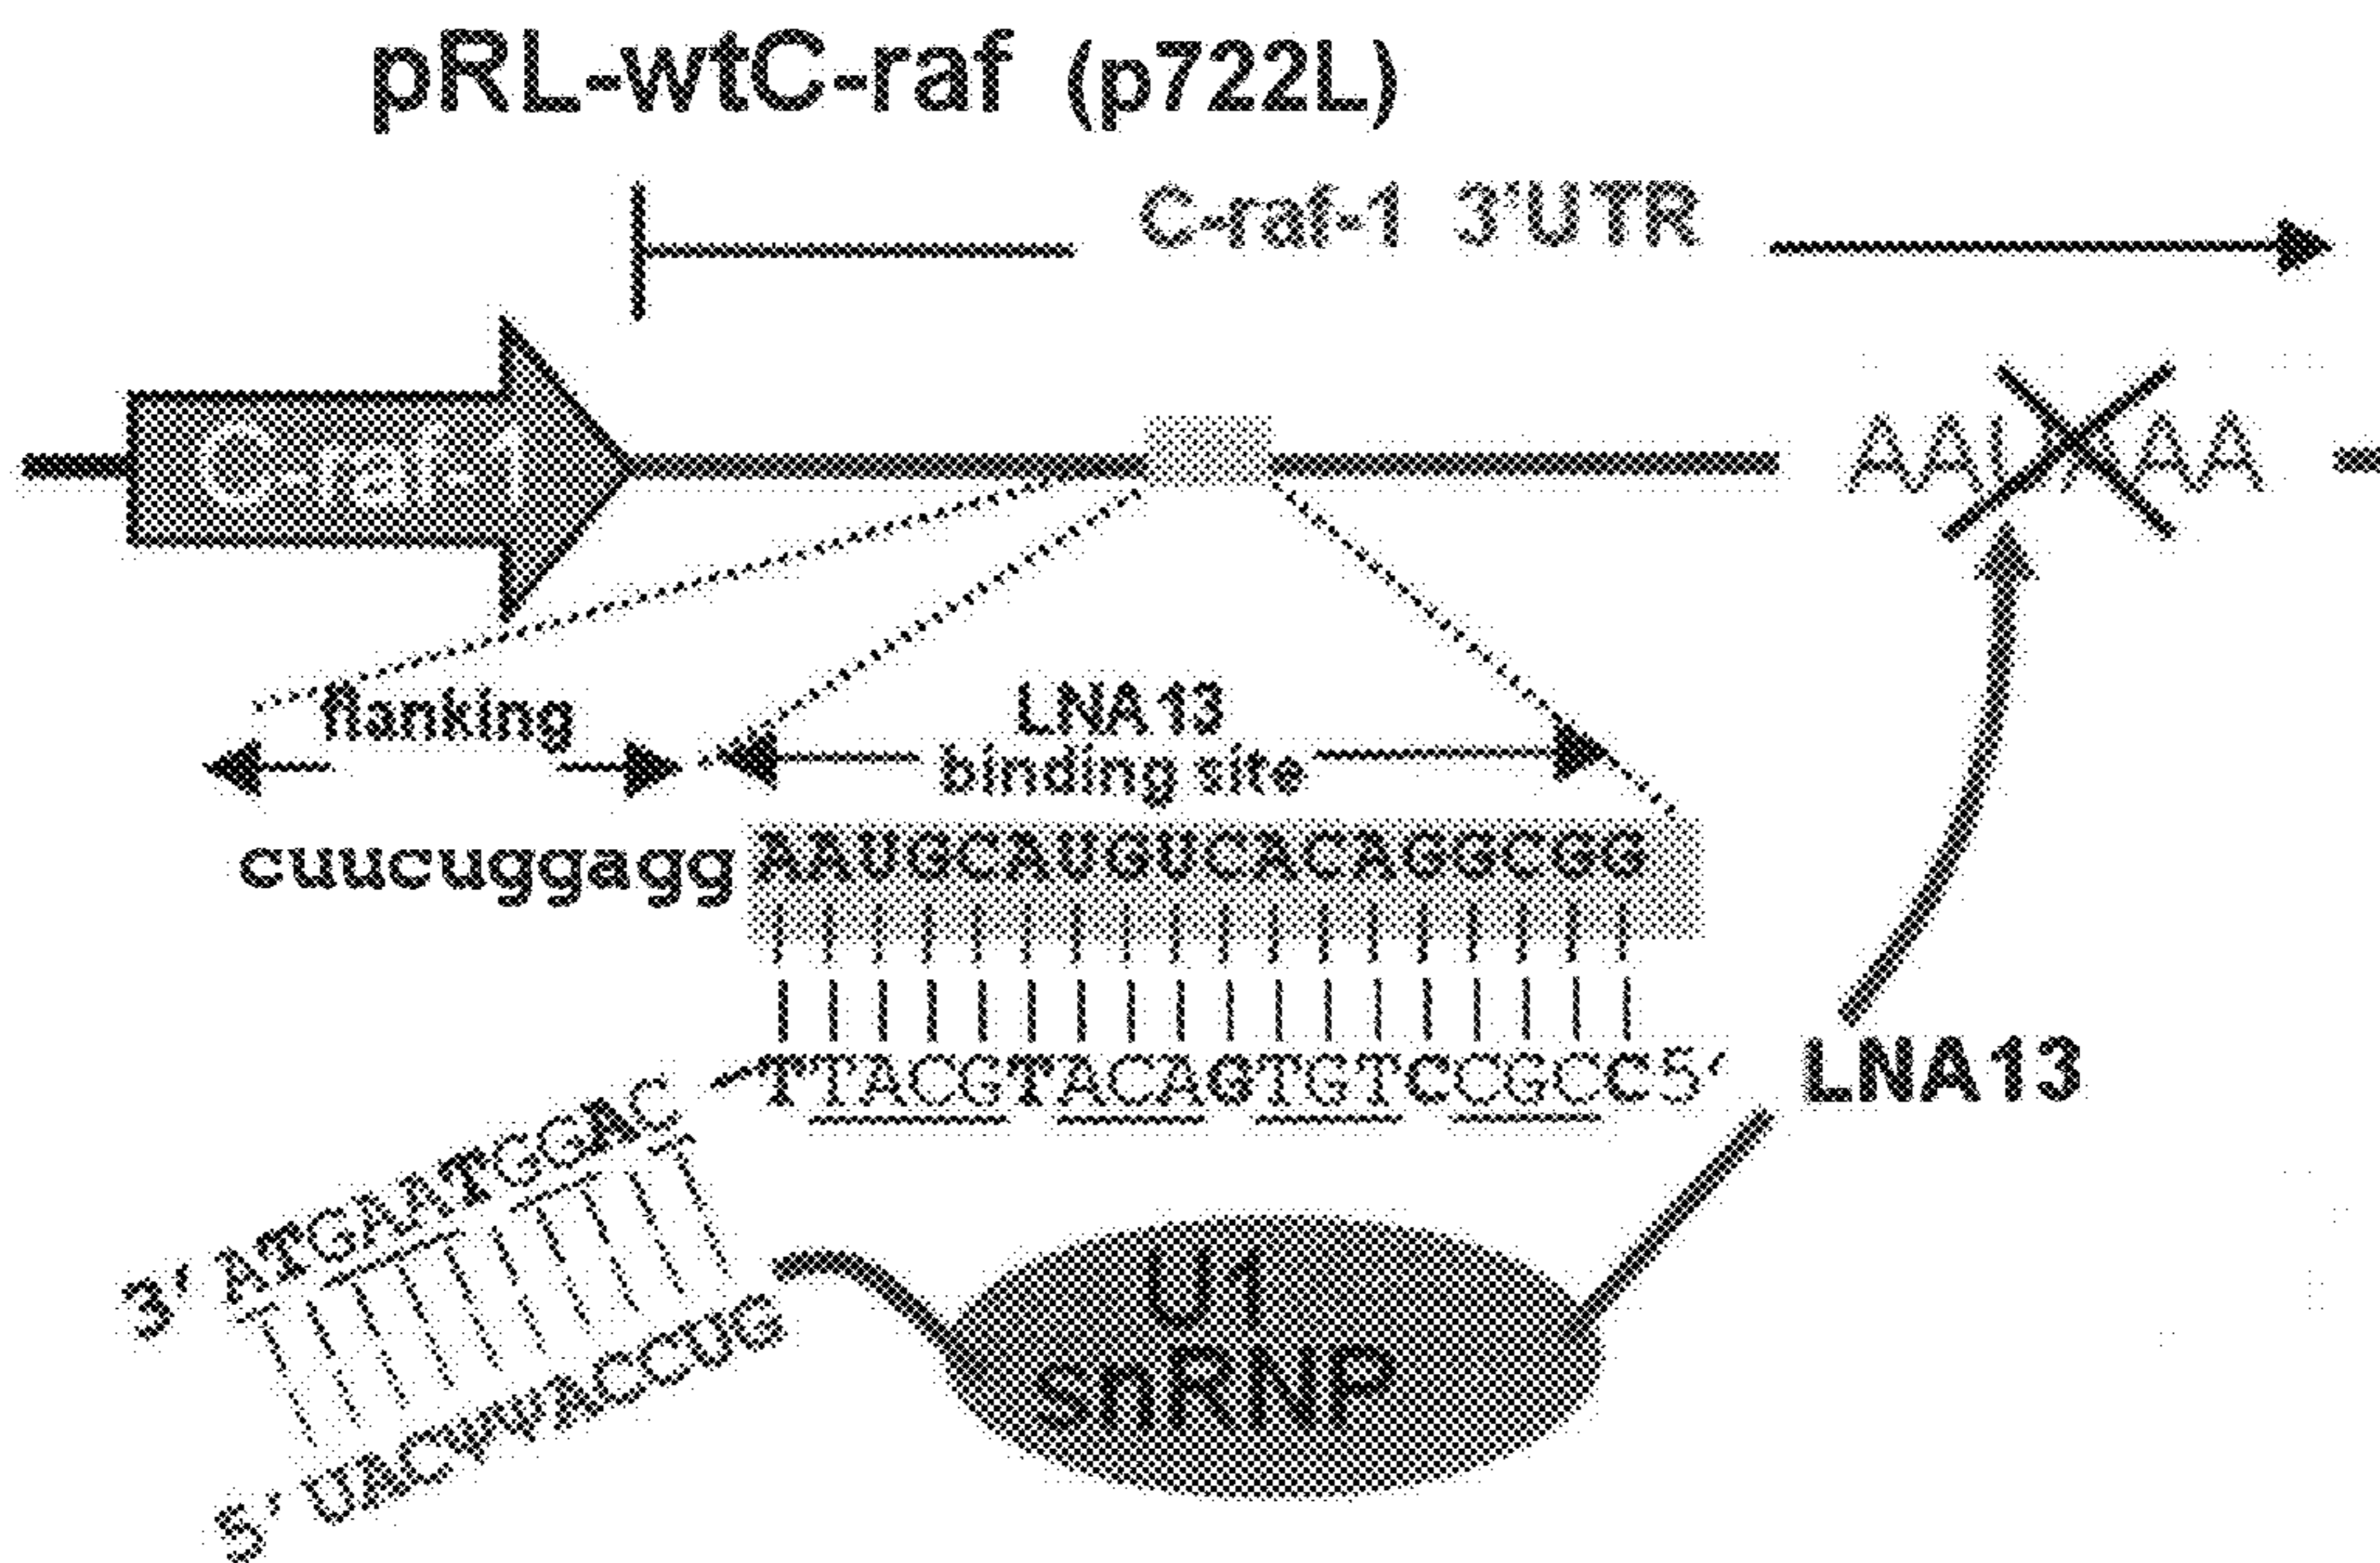 pRL-wtC-raf (p722L)
C-raf-1 3'UTR
C-raf-1
AAUAAA
flanking
LNA13
binding site
cuucuggagg
AAUGCAUGUCACAGGCGG
TTACGTACAGTGTCCGCC5'
LNA13
3' ATGAATGGAC
5' UACΨΨACCUG
U1
snRNP